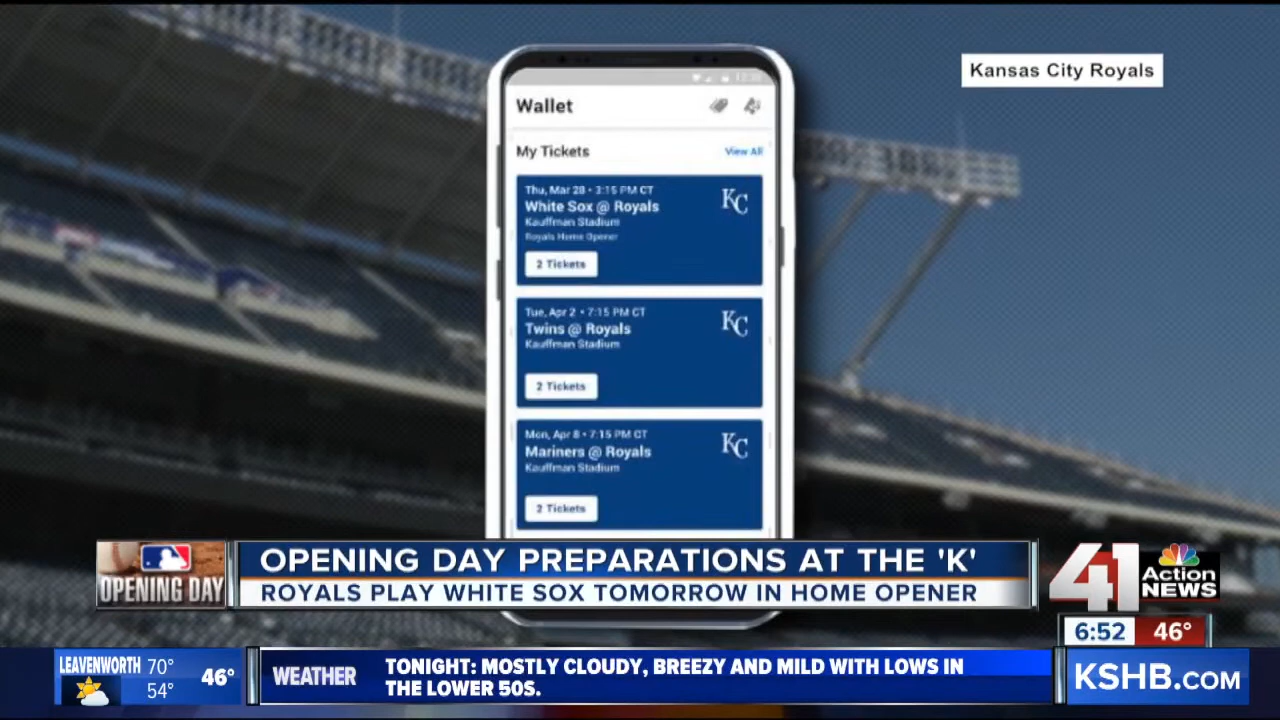 Kansas City Royals
Wallet
My Tickets
View All
Thu, Mar 28 • 3:15 PM CT
White Sox @ Royals
Kauffman Stadium
Royals Home Opener
2 Tickets
KC
Tue, Apr 2 • 7:15 PM CT
Twins @ Royals
Kauffman Stadium
2 Tickets
KC
Mon, Apr 8 • 7:15 PM CT
Mariners @ Royals
Kauffman Stadium
2 Tickets
KC
OPENING DAY
OPENING DAY PREPARATIONS AT THE 'K'
ROYALS PLAY WHITE SOX TOMORROW IN HOME OPENER
41 Action
NEWS
6:52 46°
LEAVENWORTH 70°
54°
46°
WEATHER
TONIGHT: MOSTLY CLOUDY, BREEZY AND MILD WITH LOWS IN
THE LOWER 50S.
KSHB.COM